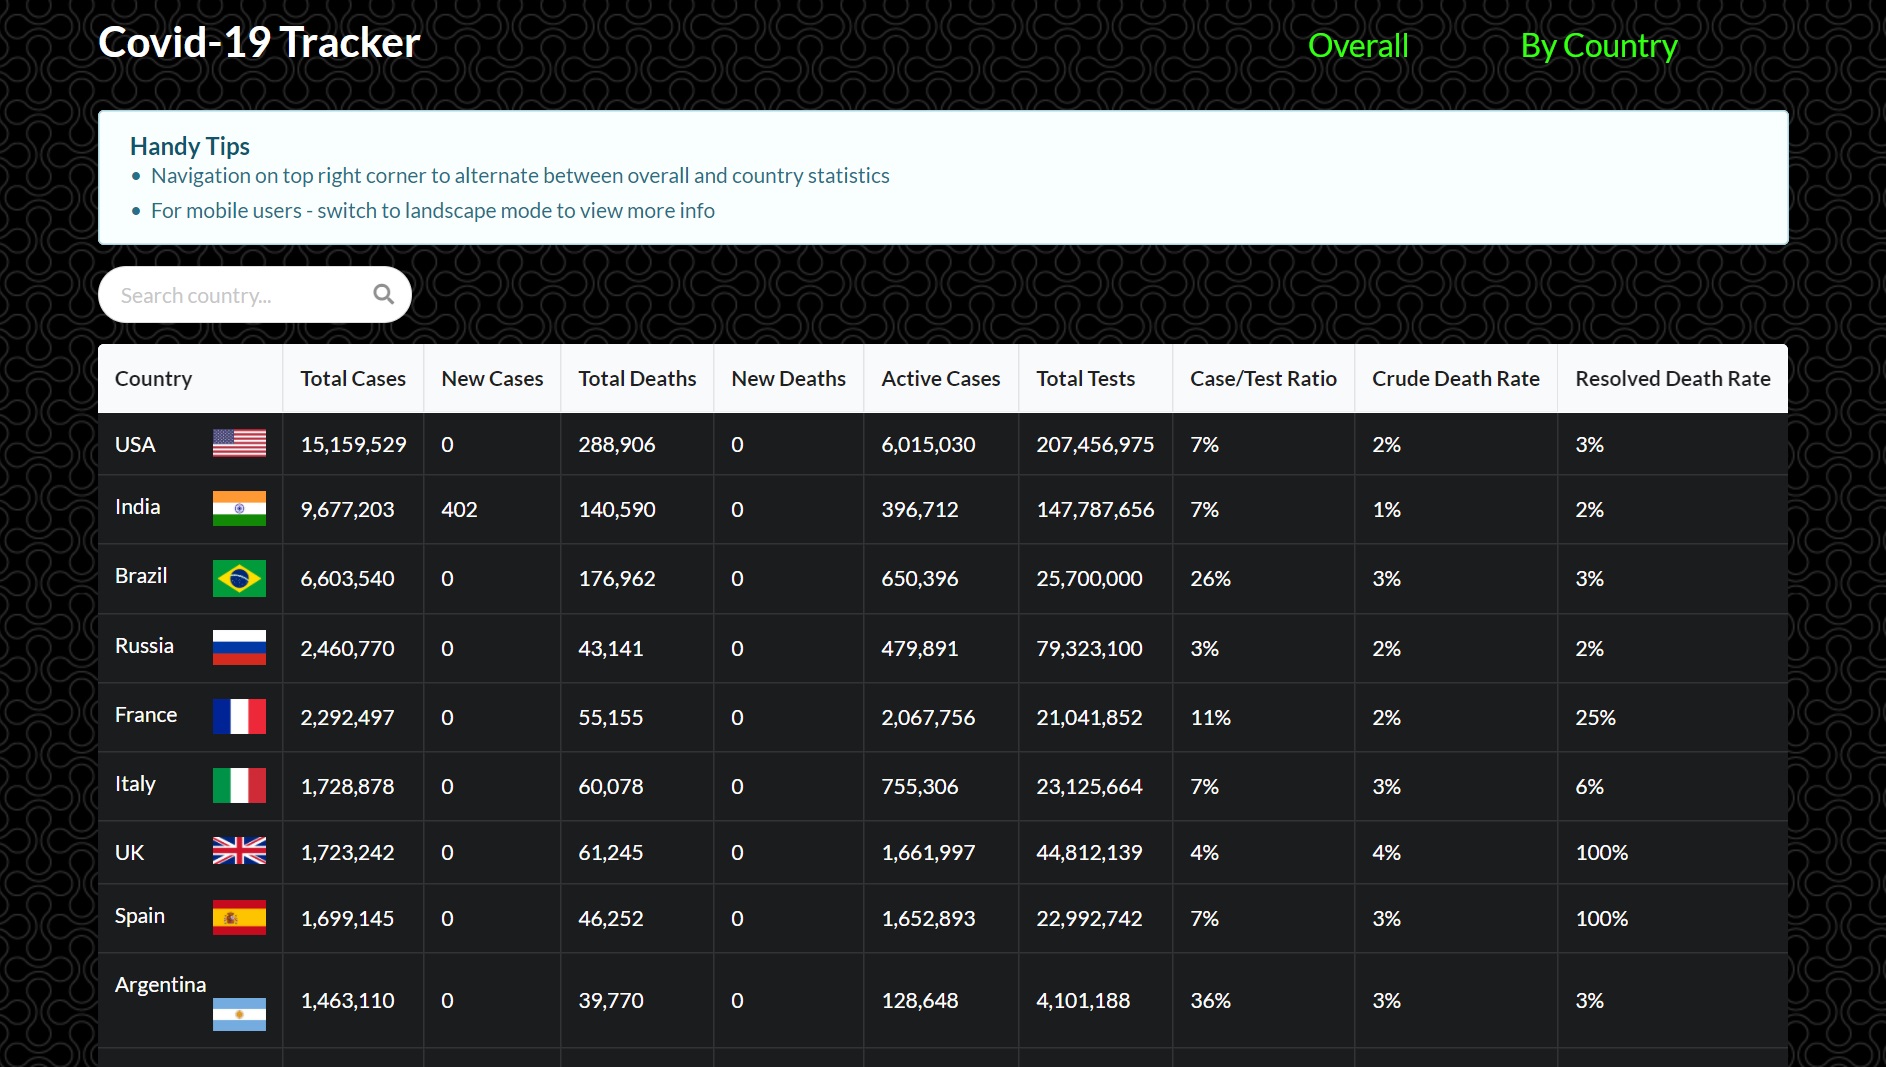 Covid-19 Tracker Overall By Country
Handy Tips
• Navigation on top right corner to alternate between overall and country statistics
• For mobile users - switch to landscape mode to view more info
Search country...
Country Total Cases New Cases Total Deaths New Deaths Active Cases Total Tests Case/Test Ratio Crude Death Rate Resolved Death Rate
USA 15,159,529 0 288,906 0 6,015,030 207,456,975 7% 2% 3%
India 9,677,203 402 140,590 0 396,712 147,787,656 7% 1% 2%
Brazil 6,603,540 0 176,962 0 650,396 25,700,000 26% 3% 3%
Russia 2,460,770 0 43,141 0 479,891 79,323,100 3% 2% 2%
France 2,292,497 0 55,155 0 2,067,756 21,041,852 11% 2% 25%
Italy 1,728,878 0 60,078 0 755,306 23,125,664 7% 3% 6%
UK 1,723,242 0 61,245 0 1,661,997 44,812,139 4% 4% 100%
Spain 1,699,145 0 46,252 0 1,652,893 22,992,742 7% 3% 100%
Argentina 1,463,110 0 39,770 0 128,648 4,101,188 36% 3% 3%